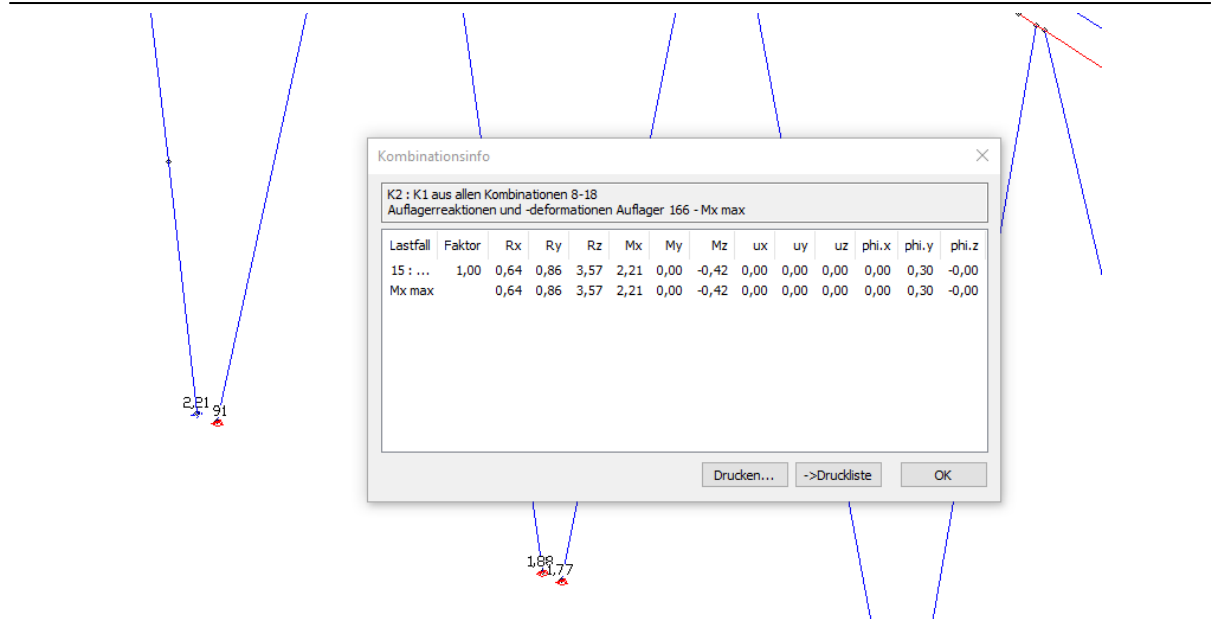 Kombinationsinfo
K2 : K1 aus allen Kombinationen 8-18
Auflagerreaktionen und -deformationen Auflager 166 - Mx max
Lastfall Faktor Rx Ry Rz Mx My Mz ux uy uz phi.x phi.y phi.z
15 : ... 1,00 0,64 0,86 3,57 2,21 0,00 -0,42 0,00 0,00 0,00 0,00 0,30 -0,00
Mx max 0,64 0,86 3,57 2,21 0,00 -0,42 0,00 0,00 0,00 0,00 0,30 -0,00
2,21
91
Drucken... ->Druckliste OK
1,88
1,77